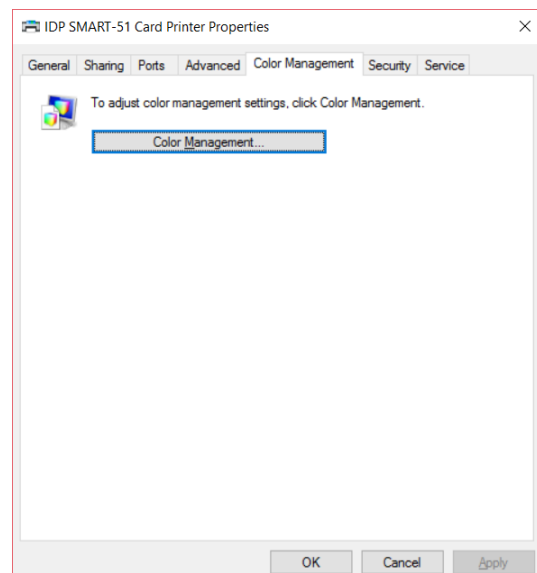 IDP SMART-51 Card Printer Properties
General Sharing Ports Advanced Color Management Security Service
To adjust color management settings, click Color Management.
Color Management...
OK Cancel Apply